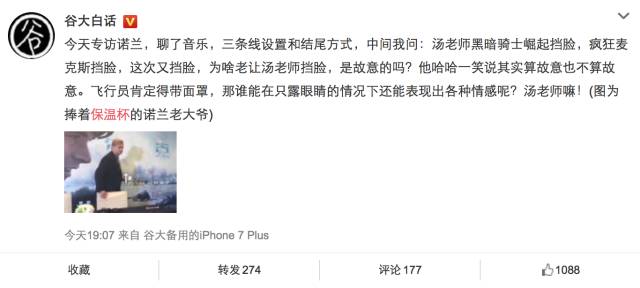 谷
谷大白话 V
今天专访诺兰，聊了音乐，三条线设置和结尾方式，中间我问：汤老师黑暗骑士崛起挡脸，疯狂麦
克斯挡脸，这次又挡脸，为啥老让汤老师挡脸，是故意的吗？他哈哈一笑说其实算故意也不算故
意。飞行员肯定得带面罩，那谁能在只露眼睛的情况下还能表现出各种情感呢？汤老师嘛！(图为
捧着保温杯的诺兰老大爷)
今天19:07 来自 谷大备用的iPhone 7 Plus
收藏
转发 274
评论 177
1088